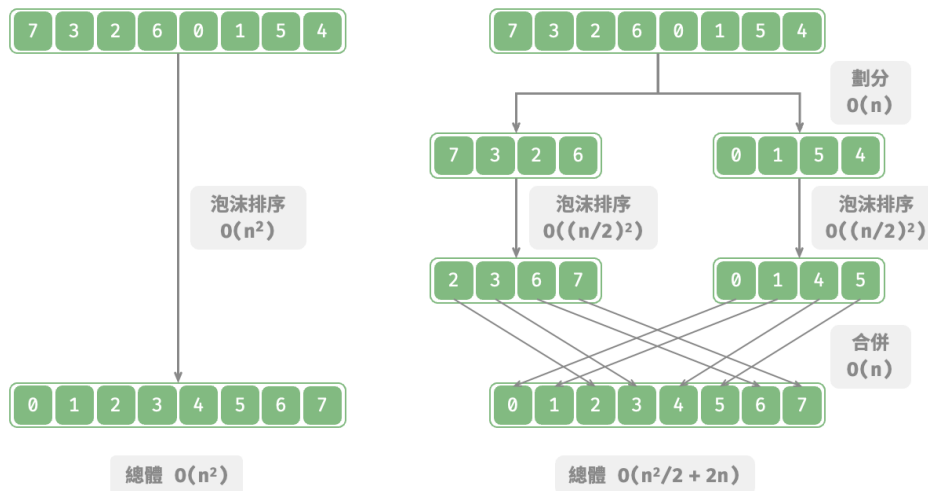 7 3 2 6 0 1 5 4
O(n²)
泡沫排序
0 1 2 3 4 5 6 7
總體 O(n²)
7 3 2 6 0 1 5 4
劃分
O(n)
7 3 2 6
0 1 5 4
泡沫排序
O((n/2)²)
泡沫排序
O((n/2)²)
2 3 6 7
0 1 4 5
合併
O(n)
0 1 2 3 4 5 6 7
總體 O(n²/2 + 2n)